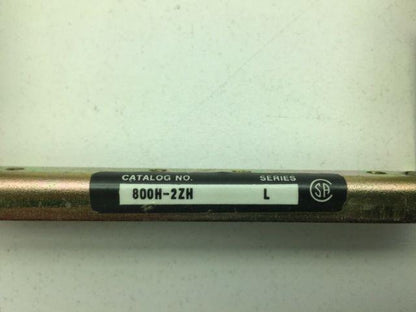 CATALOG NO. SERIES
800H-2ZH L
SA